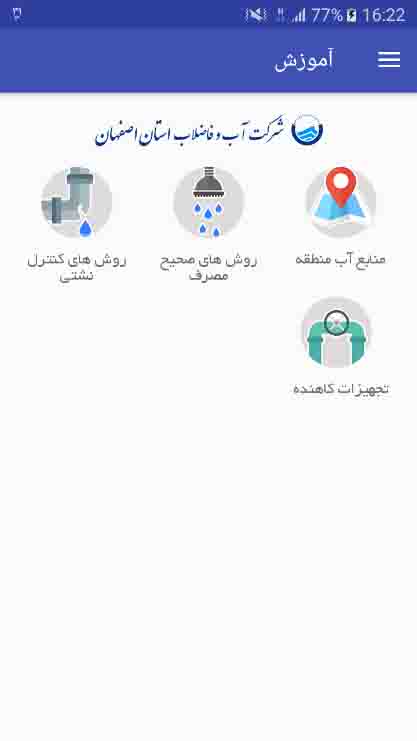 77% 16:22
آموزش
شرکت آب و فاضلاب استان اصفهان
منابع آب منطقه
روش های صحیح
مصرف
روش های کنترل
نشتی
تجهیزات کاهنده